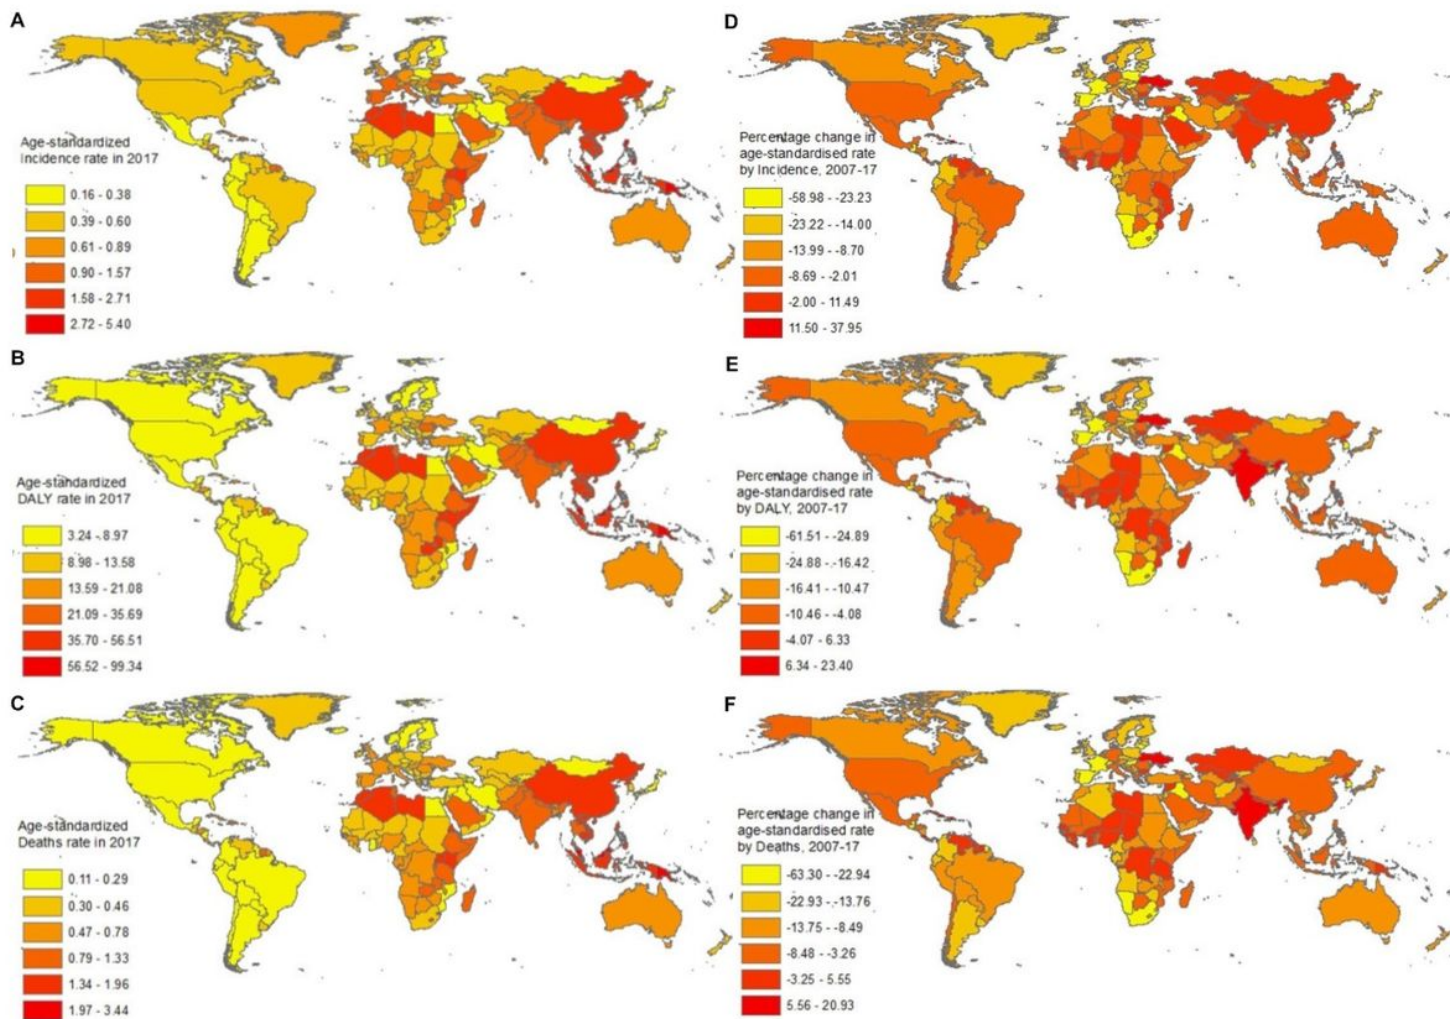 A
Age-standardized
Incidence rate in 2017
0.16 - 0.38
0.39 - 0.60
0.61 - 0.89
0.90 - 1.57
1.58 - 2.71
2.72 - 5.40
B
Age-standardized
DALY rate in 2017
3.24 - 8.97
8.98 - 13.58
13.59 - 21.08
21.09 - 35.69
35.70 - 56.51
56.52 - 99.34
C
Age-standardized
Deaths rate in 2017
0.11 - 0.29
0.30 - 0.46
0.47 - 0.78
0.79 - 1.33
1.34 - 1.96
1.97 - 3.44
D
Percentage change in
age-standardised rate
by Incidence, 2007-17
-58.98 - -23.23
-23.22 - -14.00
-13.99 - -8.70
-8.69 - -2.01
-2.00 - 11.49
11.50 - 37.95
E
Percentage change in
age-standardised rate
by DALY, 2007-17
-61.51 - -24.89
-24.88 - -16.42
-16.41 - -10.47
-10.46 - -4.08
-4.07 - 6.33
6.34 - 23.40
F
Percentage change in
age-standardised rate
by Deaths, 2007-17
-63.30 - -22.94
-22.93 - -13.76
-13.75 - -8.49
-8.48 - -3.26
-3.25 - 5.55
5.56 - 20.93